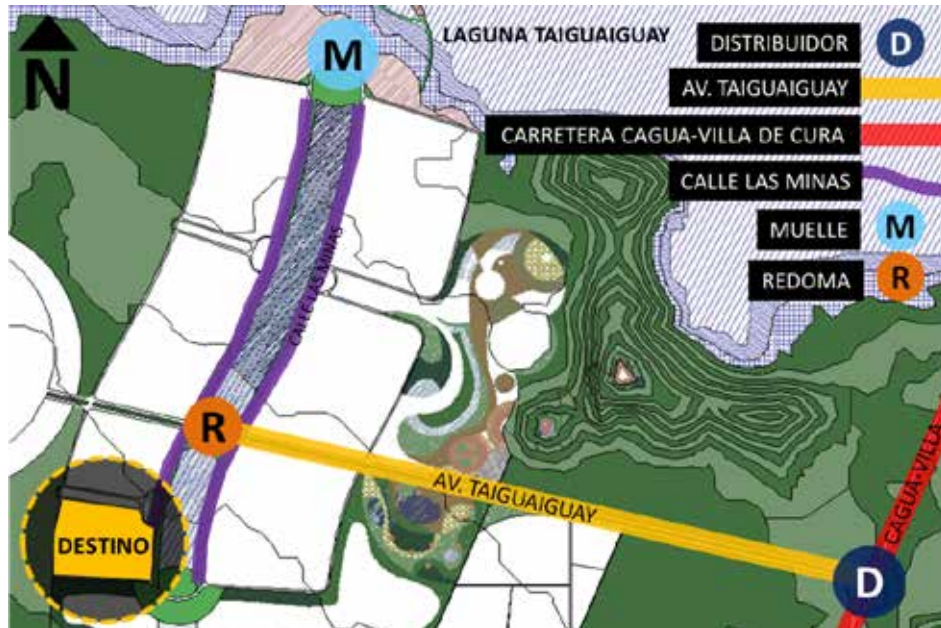 N
M
LAGUNA TAIGUAIGUAY
DISTRIBUIDOR
D
AV. TAIGUAIGUAY
CARRETERA CAGUA-VILLA DE CURA
CALLE LAS MINAS
MUELLE
M
REDOMA
R
CALLE LAS MINAS
R
AV. TAIGUAIGUAY
CAGUA-VILLA
DESTINO
D